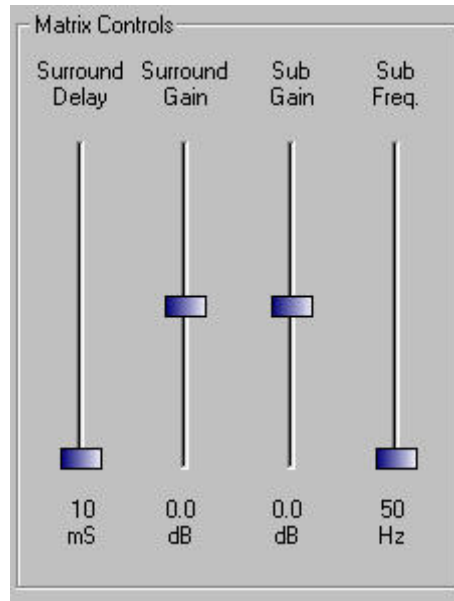 Matrix Controls
Surround Surround Sub Sub
Delay Gain Gain Freq.
10 0.0 0.0 50
mS dB dB Hz